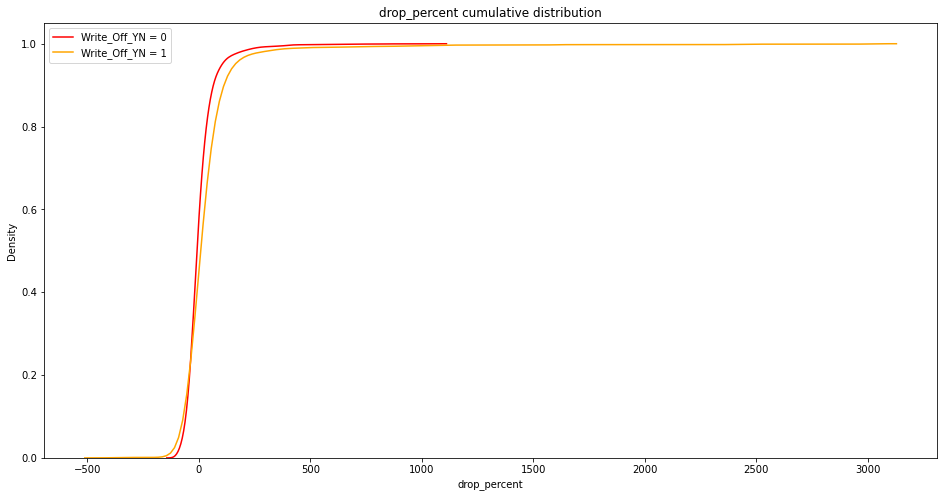 drop_percent cumulative distribution
Write_Off_YN = 0
Write_Off_YN = 1
1.0
0.8
0.6
0.4
0.2
0.0
Density
−500
0
500
1000
1500
2000
2500
3000
drop_percent